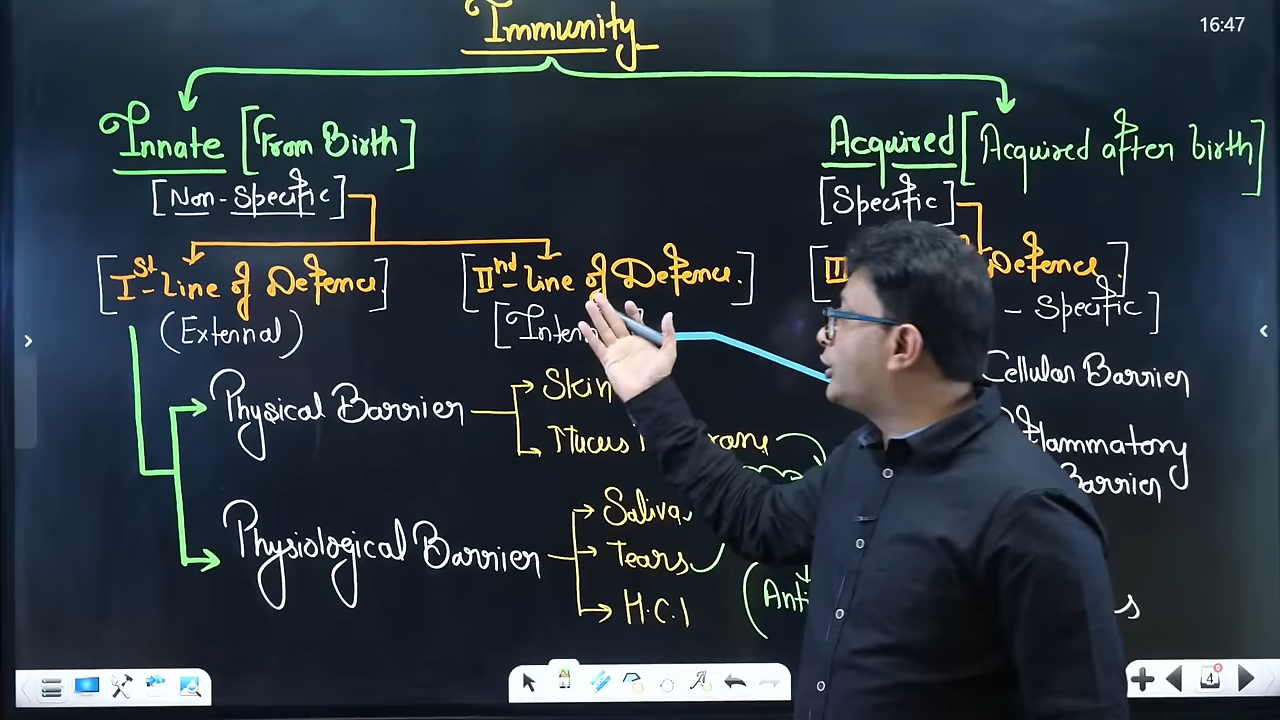 Immunity
16:47
Innate [From Birth]
Acquired [Acquired after birth]
[Non-Specific]
[Specific]
[Ist-Line of Defence]
[IInd-Line of Defence.]
Defence.]
(External)
- Specific]
Physical Barrier
Skin
Cellular Barrier
Mucus
Barrier
Physiological Barrier
Saliva
Tears
H.C.l
4